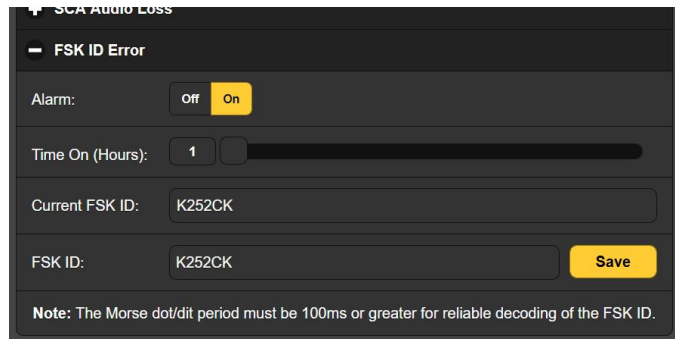 SCA Audio Loss
FSK ID Error
Alarm: Off On
Time On (Hours): 1
Current FSK ID: K252CK
FSK ID: K252CK Save
Note: The Morse dot/dit period must be 100ms or greater for reliable decoding of the FSK ID.